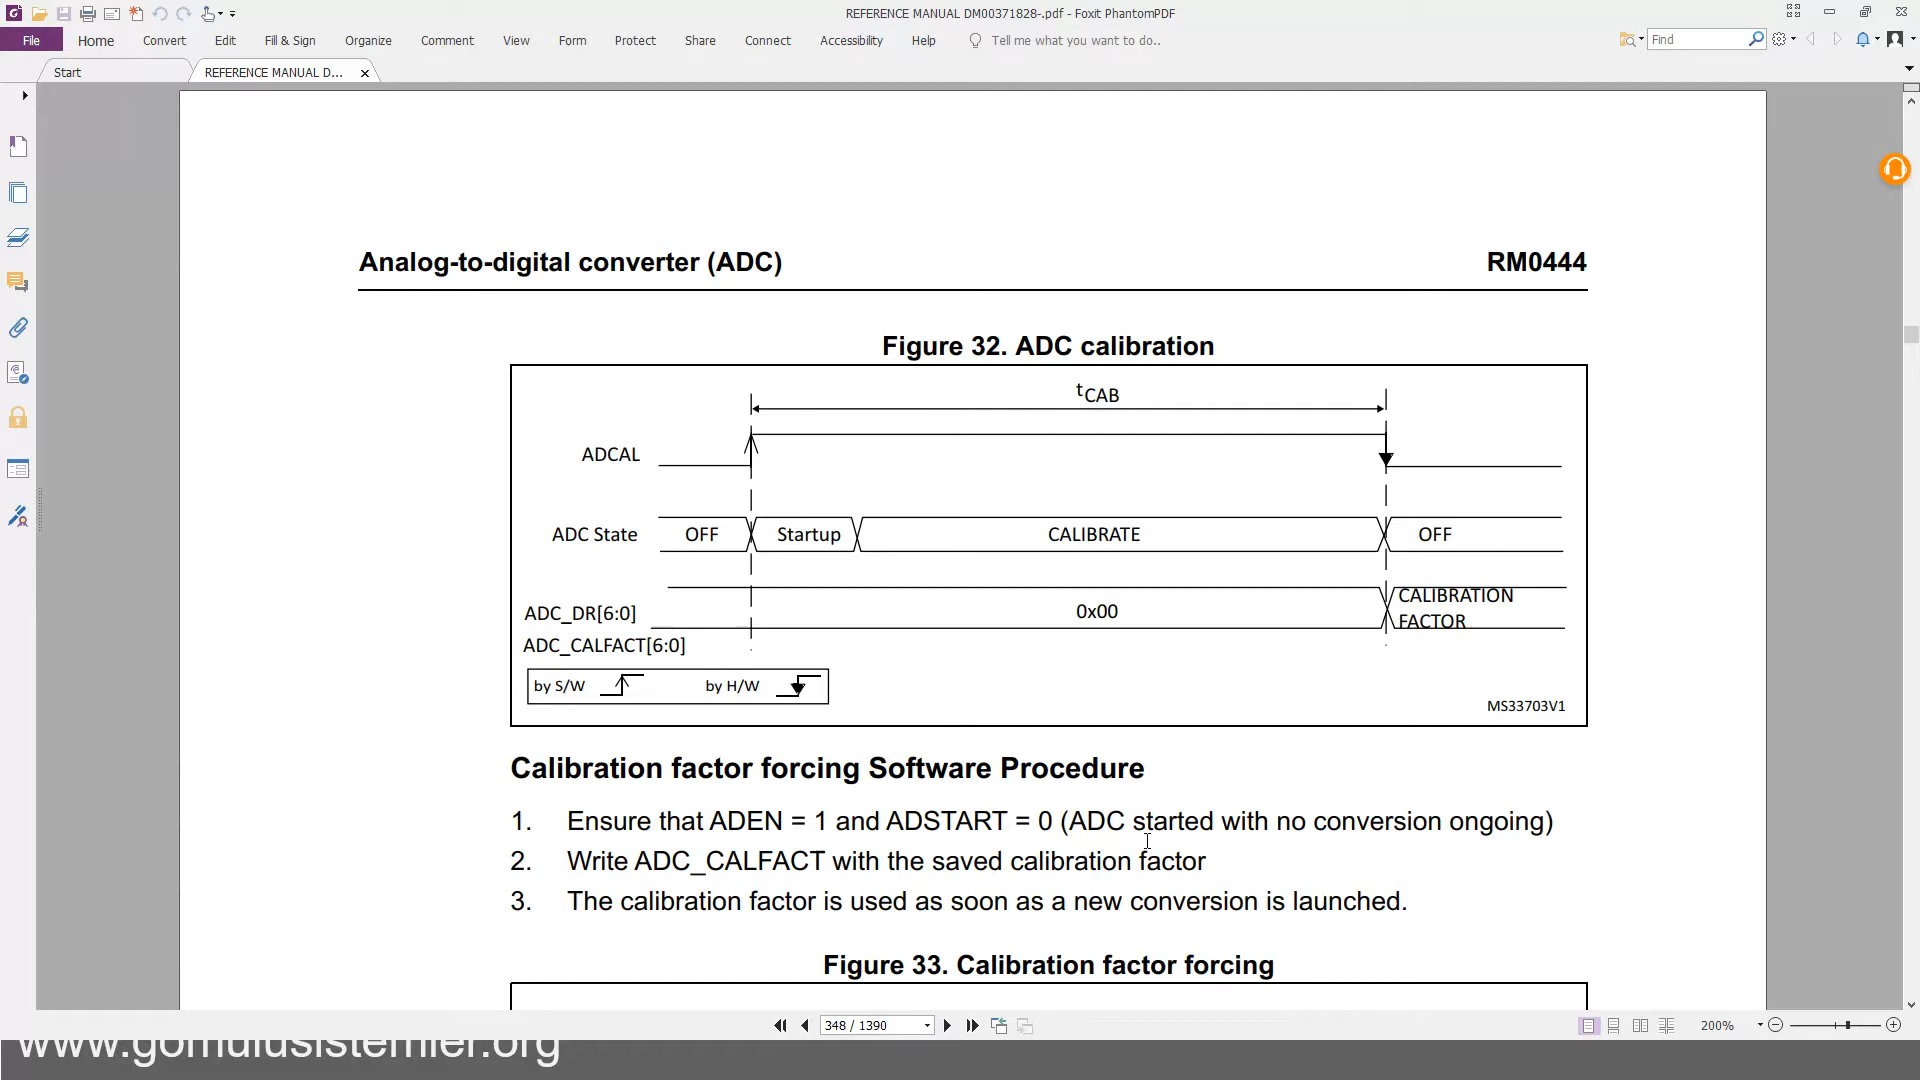 REFERENCE MANUAL DM00371828-.pdf - Foxit PhantomPDF
File Home Convert Edit Fill & Sign Organize Comment View Form Protect Share Connect Accessibility Help Tell me what you want to do.. Find
Start REFERENCE MANUAL D...
Analog-to-digital converter (ADC) RM0444
Figure 32. ADC calibration
tCAB
ADCAL
ADC State OFF Startup CALIBRATE OFF
CALIBRATION
ADC_DR[6:0] 0x00 FACTOR
ADC_CALFACT[6:0]
by S/W by H/W
MS33703V1
Calibration factor forcing Software Procedure
1. Ensure that ADEN = 1 and ADSTART = 0 (ADC started with no conversion ongoing)
2. Write ADC_CALFACT with the saved calibration factor
3. The calibration factor is used as soon as a new conversion is launched.
Figure 33. Calibration factor forcing
348 / 1390 200%
www.gomulusistemler.org